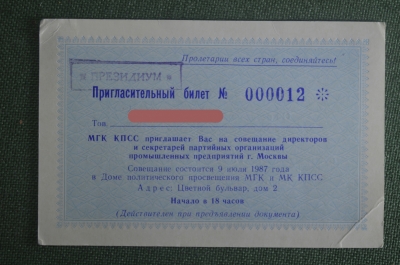 Пролетарии всех стран, соединяйтесь!
* ПРЕЗИДИУМ *
Пригласительный билет № 000012 *
Тов.
МГК КПСС приглашает Вас на совещание директоров
и секретарей партийных организаций
промышленных предприятий г. Москвы
Совещание состоится 9 июля 1987 года
в Доме политического просвещения МГК и МК КПСС
Адрес: Цветной бульвар, дом 2
Начало в 18 часов
(Действителен при предъявлении документа)